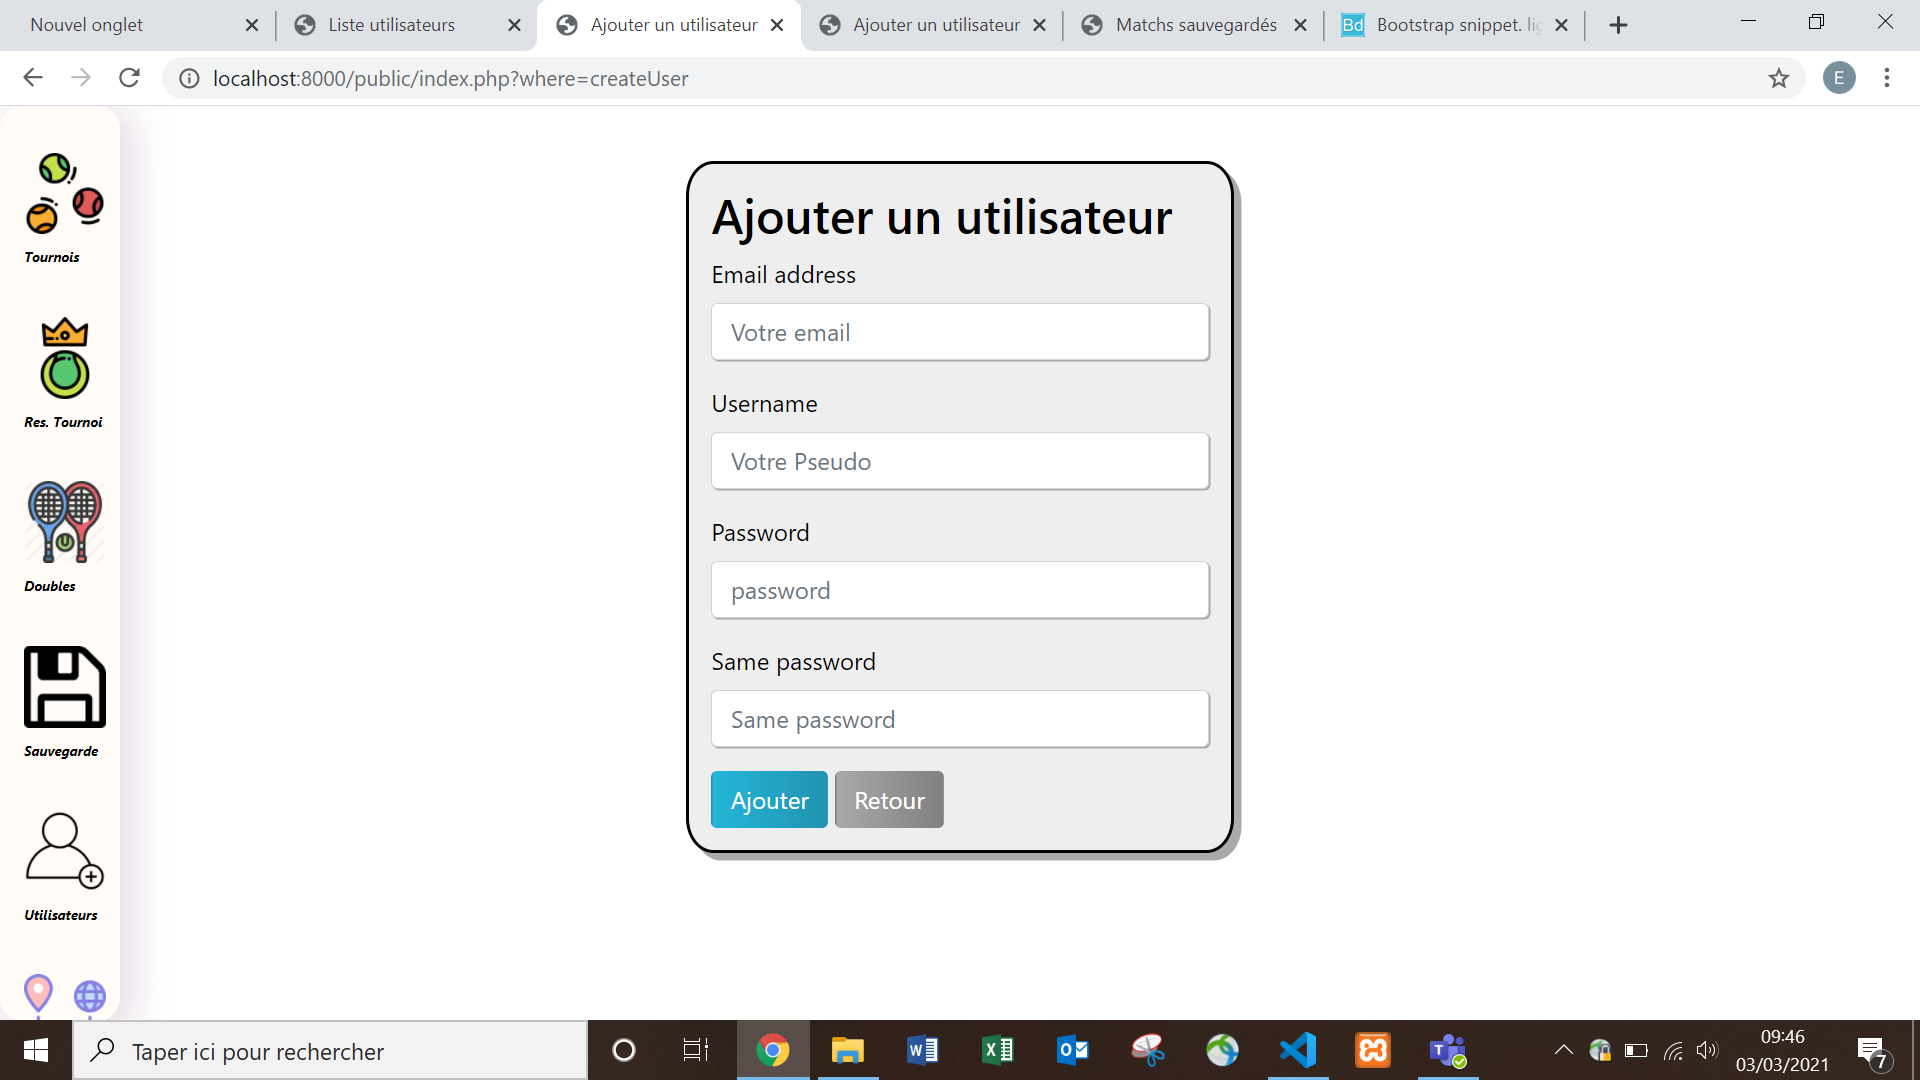 Nouvel onglet
Liste utilisateurs
Ajouter un utilisateur
Ajouter un utilisateur
Matchs sauvegardés
Bd Bootstrap snippet. lig
localhost:8000/public/index.php?where=createUser
E
Tournois
Res. Tournoi
Doubles
Sauvegarde
Utilisateurs
Ajouter un utilisateur
Email address
Votre email
Username
Votre Pseudo
Password
password
Same password
Same password
Ajouter
Retour
Taper ici pour rechercher
09:46
03/03/2021
7